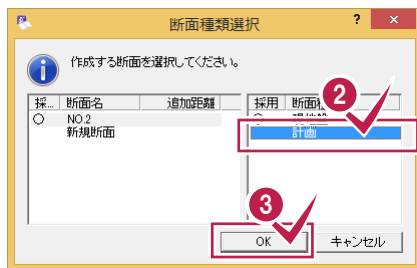 断面種類選択
?
×
作成する断面を選択してください。
採... 断面名 追加距離
○ NO.2
新規断面
採用 断面
計画
2
3
OK
キャンセル